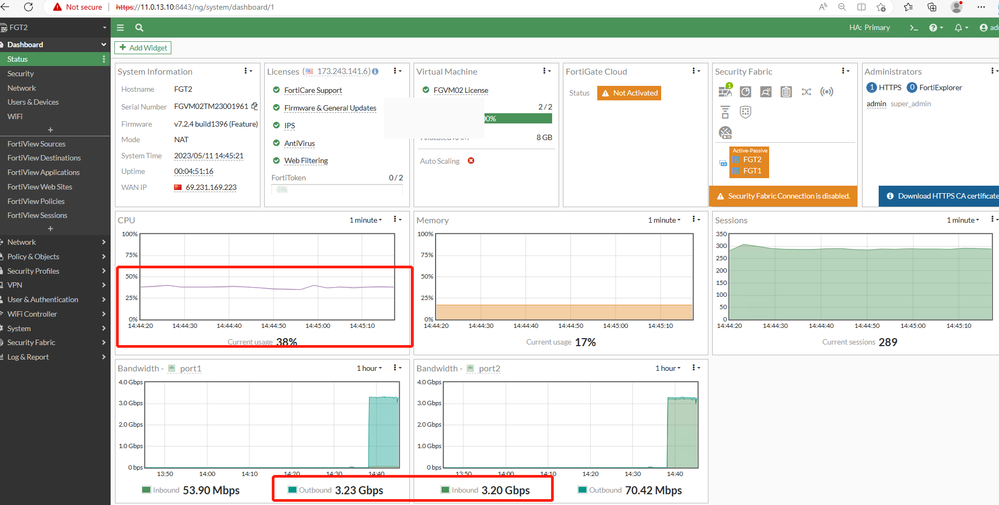 Not secure https://11.0.13.10:8443/ng/system/dashboard/1
FGT2
HA: Primary
Dashboard
Status
Security
Network
Users & Devices
WiFi
FortiView Sources
FortiView Destinations
FortiView Applications
FortiView Web Sites
FortiView Policies
FortiView Sessions
Network
Policy & Objects
Security Profiles
VPN
User & Authentication
WiFi Controller
System
Security Fabric
Log & Report
Add Widget
System Information
Hostname FGT2
Serial Number FGVM02TM23001961
Firmware v7.2.4 build1396 (Feature)
Mode NAT
System Time 2023/05/11 14:45:21
Uptime 00:04:51:16
WAN IP 69.231.169.223
Licenses (173.243.141.6)
FortiCare Support
Firmware & General Updates
IPS
AntiVirus
Web Filtering
FortiToken 0 / 2
0%
Virtual Machine
FGVM02 License
2 / 2
8 GB
Auto Scaling
FortiGate Cloud
Status Not Activated
Security Fabric
1
Active-Passive
FGT2
FGT1
Security Fabric Connection is disabled.
Administrators
1 HTTPS 0 FortiExplorer
admin super_admin
Download HTTPS CA certificate
CPU 1 minute
100%
75%
50%
25%
0%
14:44:20 14:44:30 14:44:40 14:44:50 14:45:00 14:45:10
Current usage 38%
Memory 1 minute
100%
75%
50%
25%
0%
14:44:20 14:44:30 14:44:40 14:44:50 14:45:00 14:45:10
Current usage 17%
Sessions 1 minute
350
300
250
200
150
100
50
0
14:44:20 14:44:30 14:44:40 14:44:50 14:45:00 14:45:10
Current sessions 289
Bandwidth - port1 1 hour
4.0 Gbps
3.0 Gbps
2.0 Gbps
1.0 Gbps
0 bps
13:50 14:00 14:10 14:20 14:30 14:40
Inbound 53.90 Mbps Outbound 3.23 Gbps
Bandwidth - port2 1 hour
4.0 Gbps
3.0 Gbps
2.0 Gbps
1.0 Gbps
0 bps
13:50 14:00 14:10 14:20 14:30 14:40
Inbound 3.20 Gbps Outbound 70.42 Mbps